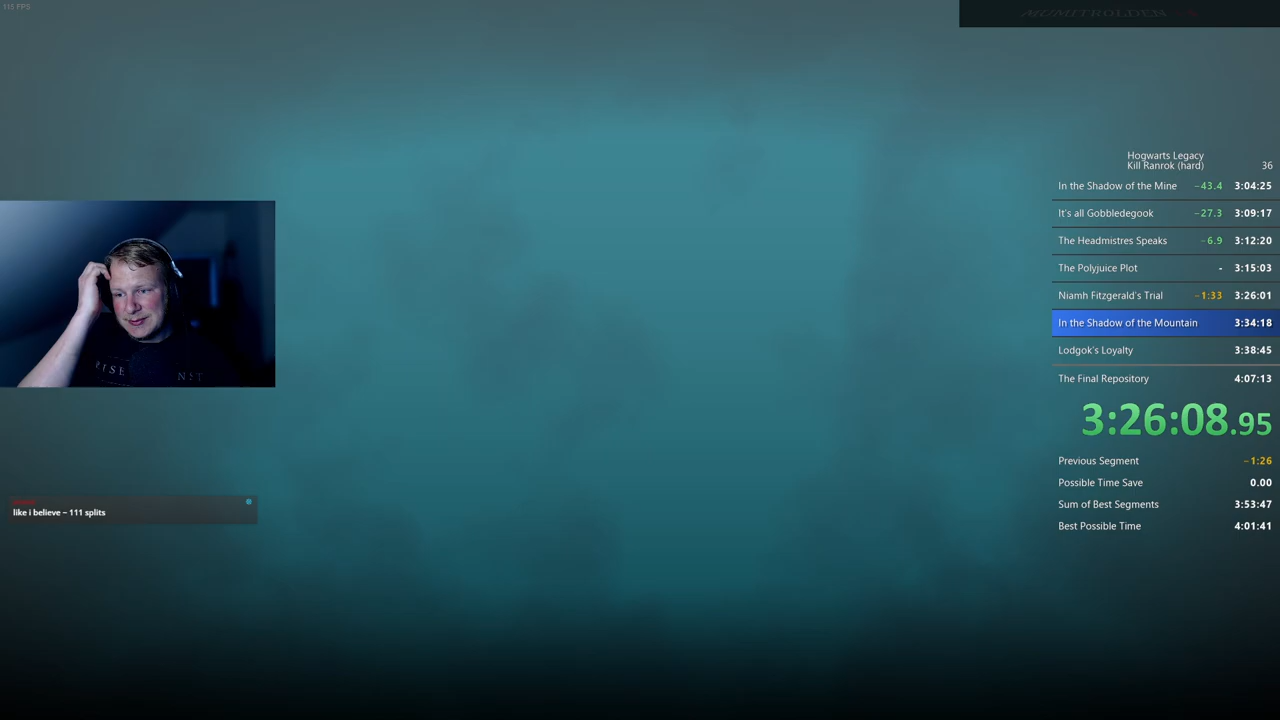 115 FPS
MUMITROLDEN
Hogwarts Legacy
Kill Ranrok (hard) 36
In the Shadow of the Mine -43.4 3:04:25
It's all Gobbledegook -27.3 3:09:17
The Headmistres Speaks -6.9 3:12:20
The Polyjuice Plot - 3:15:03
Niamh Fitzgerald's Trial -1:33 3:26:01
In the Shadow of the Mountain 3:34:18
Lodgok's Loyalty 3:38:45
The Final Repository 4:07:13
3:26:08.95
Previous Segment -1:26
Possible Time Save 0.00
Sum of Best Segments 3:53:47
Best Possible Time 4:01:41
RISE
NST
like i believe - 111 splits